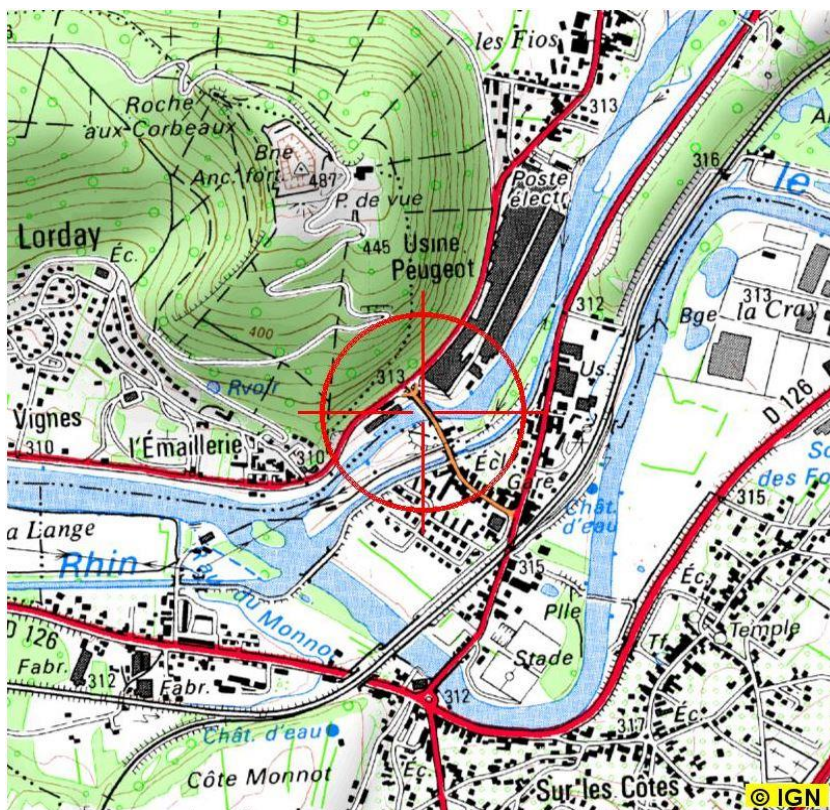 les Fios
Roche
aux-Corbeaux
313
Bne
Anc. fort.
487
Poste
électr.
316
le
P. de vue
Lorday
Éc.
445
Usine
Peugeot
312
313
Bge
la Cray
400
Us.
313
Rvoir
D 126
Vignes
l'Émaillerie
310
310
Écl.
Gare
Chât.
d'eau
315
a Lange
Rhin
315
Éc.
du Monnot
Plle
Temple
D 126
Stade
Tf.
Fabr.
312
Fabr.
312
317
Éc.
Chât. d'eau
Côte Monnot
Éc.
Sur les Côtes
© IGN